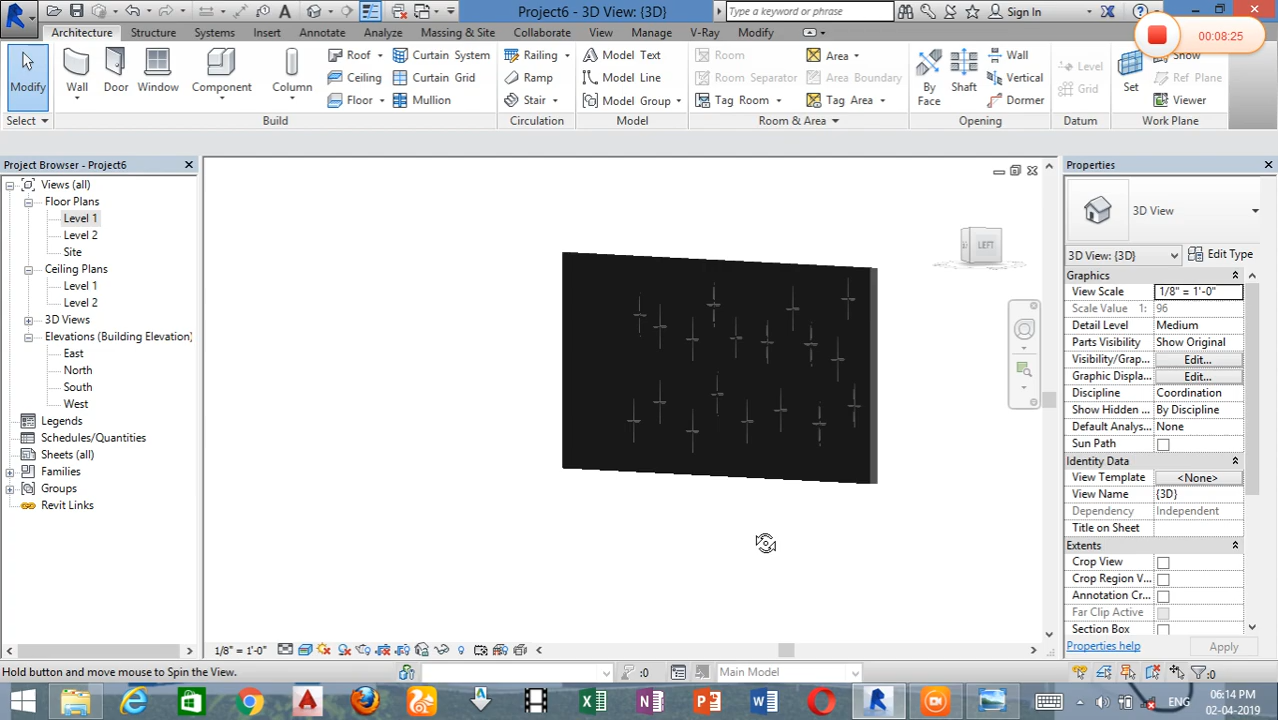 Project6 - 3D View: {3D}
Type a keyword or phrase
Sign In
00:08:25
Architecture Structure Systems Insert Annotate Analyze Massing & Site Collaborate View Manage V-Ray Modify
Modify
Wall
Door
Window
Component
Column
Roof
Ceiling
Floor
Curtain System
Curtain Grid
Mullion
Railing
Ramp
Stair
Model Text
Model Line
Model Group
Room
Room Separator
Tag Room
Area
Area Boundary
Tag Area
By Face
Shaft
Wall
Vertical
Dormer
Level
Grid
Set
Show
Ref Plane
Viewer
Select Build Circulation Model Room & Area Opening Datum Work Plane
Project Browser - Project6
Views (all)
Floor Plans
Level 1
Level 2
Site
Ceiling Plans
Level 1
Level 2
3D Views
Elevations (Building Elevation)
East
North
South
West
Legends
Schedules/Quantities
Sheets (all)
Families
Groups
Revit Links
LEFT
Properties
3D View
3D View: {3D} Edit Type
Graphics
View Scale 1/8" = 1'-0"
Scale Value 1: 96
Detail Level Medium
Parts Visibility Show Original
Visibility/Grap... Edit...
Graphic Displa... Edit...
Discipline Coordination
Show Hidden ... By Discipline
Default Analys... None
Sun Path
Identity Data
View Template <None>
View Name {3D}
Dependency Independent
Title on Sheet
Extents
Crop View
Crop Region V...
Annotation Cr...
Far Clip Active
Section Box
Properties help Apply
1/8" = 1'-0"
Hold button and move mouse to Spin the View.
:0
Main Model
:0
ENG
06:14 PM
02-04-2019